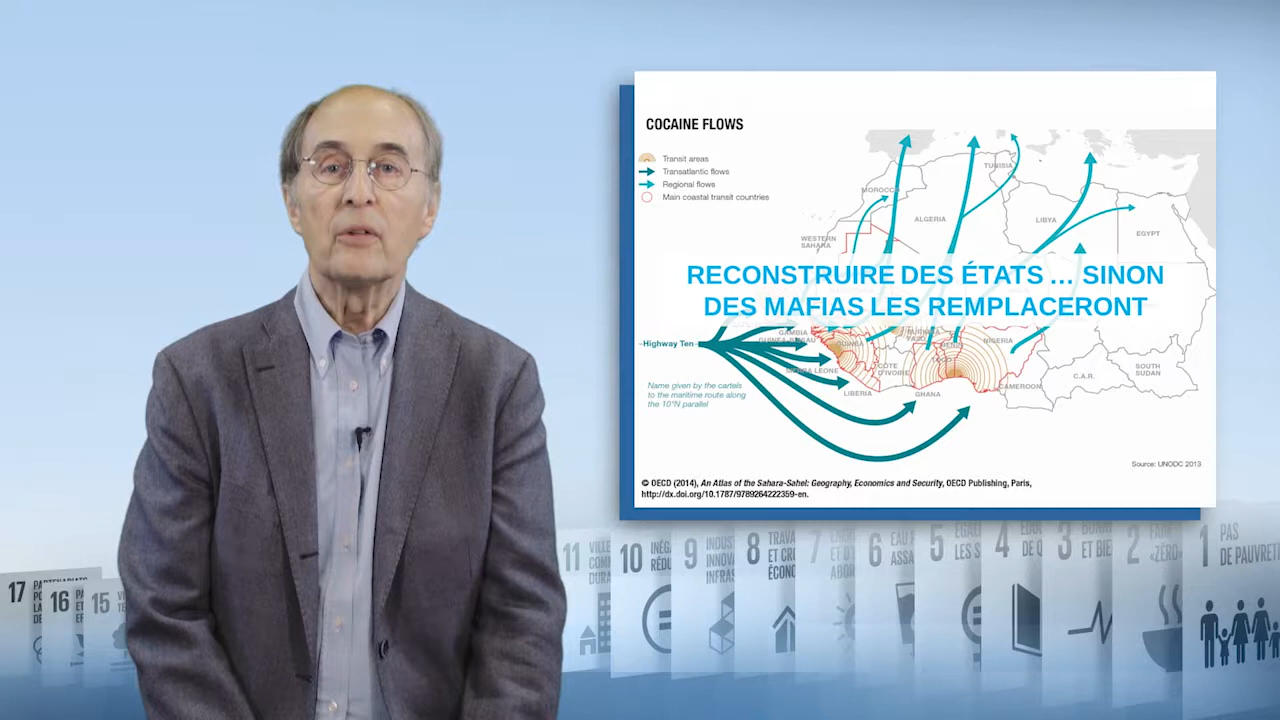 COCAINE FLOWS
Transit areas
Transatlantic flows
Regional flows
Main coastal transit countries
TUNISIA
MOROCCO
ALGERIA
LIBYA
EGYPT
WESTERN
SAHARA
RECONSTRUIRE DES ÉTATS ... SINON
DES MAFIAS LES REMPLACERONT
GAMBIA
NIGERIA
Highway Ten
GUINEA
CÔTE
D'IVOIRE
LIBERIA
GHANA
CAMEROON
C.A.R.
SOUTH
SUDAN
Name given by the cartels
to the maritime route along
the 10°N parallel
Source: UNODC 2013
© OECD (2014), An Atlas of the Sahara-Sahel: Geography, Economics and Security, OECD Publishing, Paris,
http://dx.doi.org/10.1787/9789264222359-en.
17
16
15
11
10
9
8
7
6
5
4
3
2
1 PAS
DE PAUVRET